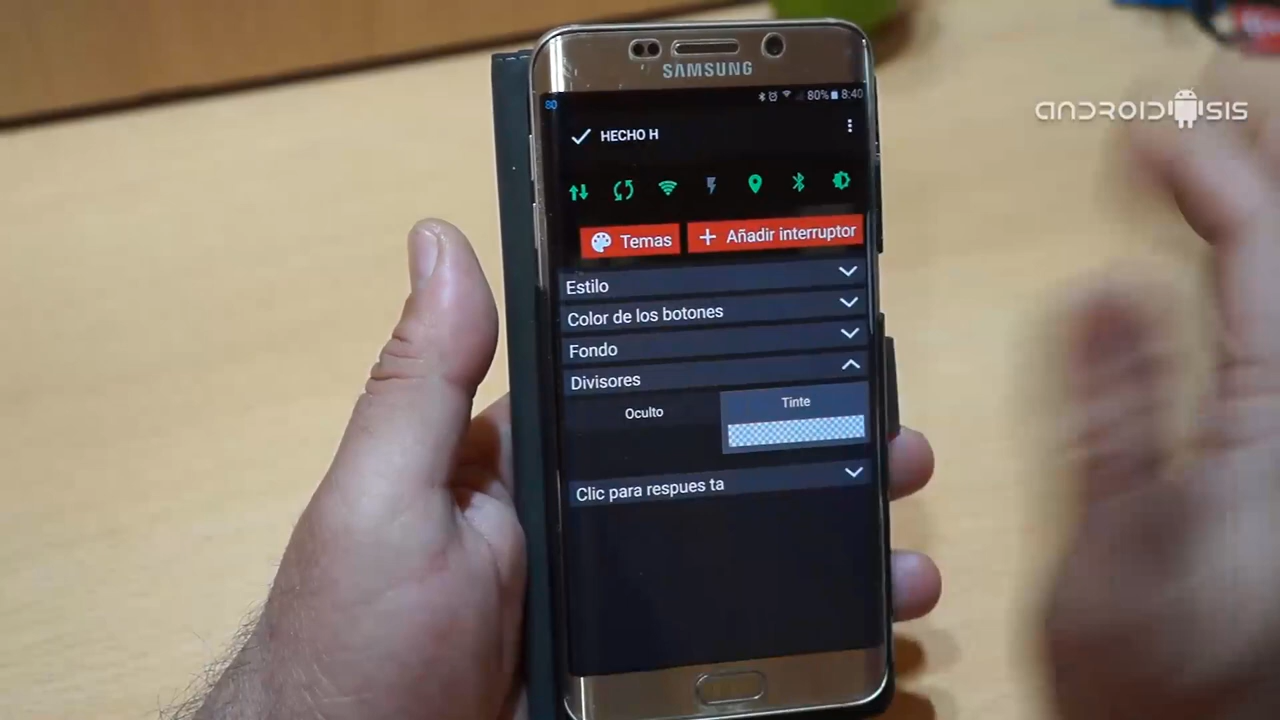 SAMSUNG
80
80% 8:40
ANDROIDSIS
HECHO H
Temas
Añadir interruptor
Estilo
Color de los botones
Fondo
Divisores
Oculto
Tinte
Clic para respues ta